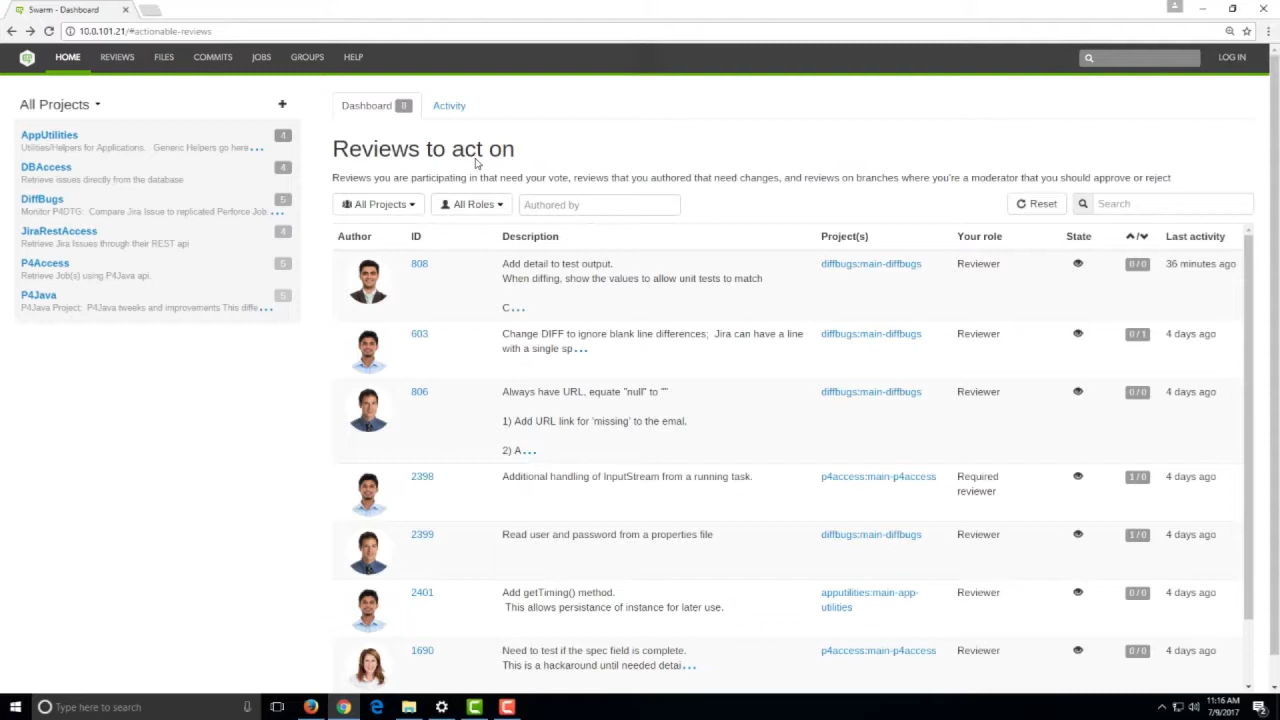 Swarm - Dashboard
10.0.101.21/#actionable-reviews
HOME REVIEWS FILES COMMITS JOBS GROUPS HELP LOG IN
All Projects +
AppUtilities 4
Utilities/Helpers for Applications. Generic Helpers go here...
DBAccess 4
Retrieve issues directly from the database
DiffBugs 5
Monitor P4DTG: Compare Jira Issue to replicated Perforce Job. ...
JiraRestAccess 4
Retrieve Jira Issues through their REST api
P4Access 5
Retrieve Job(s) using P4Java api.
P4Java 5
P4Java Project: P4Java tweaks and improvements This diffe...
Dashboard 8 Activity
Reviews to act on
Reviews you are participating in that need your vote, reviews that you authored that need changes, and reviews on branches where you're a moderator that you should approve or reject
All Projects All Roles Authored by Reset Search
Author ID Description Project(s) Your role State / Last activity
808 Add detail to test output. diffbugs:main-diffbugs Reviewer 0 / 0 36 minutes ago
When diffing, show the values to allow unit tests to match
C...
603 Change DIFF to ignore blank line differences; Jira can have a line diffbugs:main-diffbugs Reviewer 0 / 1 4 days ago
with a single sp...
806 Always have URL, equate "null" to "" diffbugs:main-diffbugs Reviewer 0 / 0 4 days ago
1) Add URL link for 'missing' to the emal.
2) A...
2398 Additional handling of InputStream from a running task. p4access:main-p4access Required 1 / 0 4 days ago
reviewer
2399 Read user and password from a properties file diffbugs:main-diffbugs Reviewer 1 / 0 4 days ago
2401 Add getTiming() method. apputilities:main-app- Reviewer 0 / 0 4 days ago
This allows persistance of instance for later use. utilities
1690 Need to test if the spec field is complete. p4access:main-p4access Reviewer 0 / 0 4 days ago
This is a hackaround until needed detai...
Type here to search
11:16 AM
7/9/2017
2